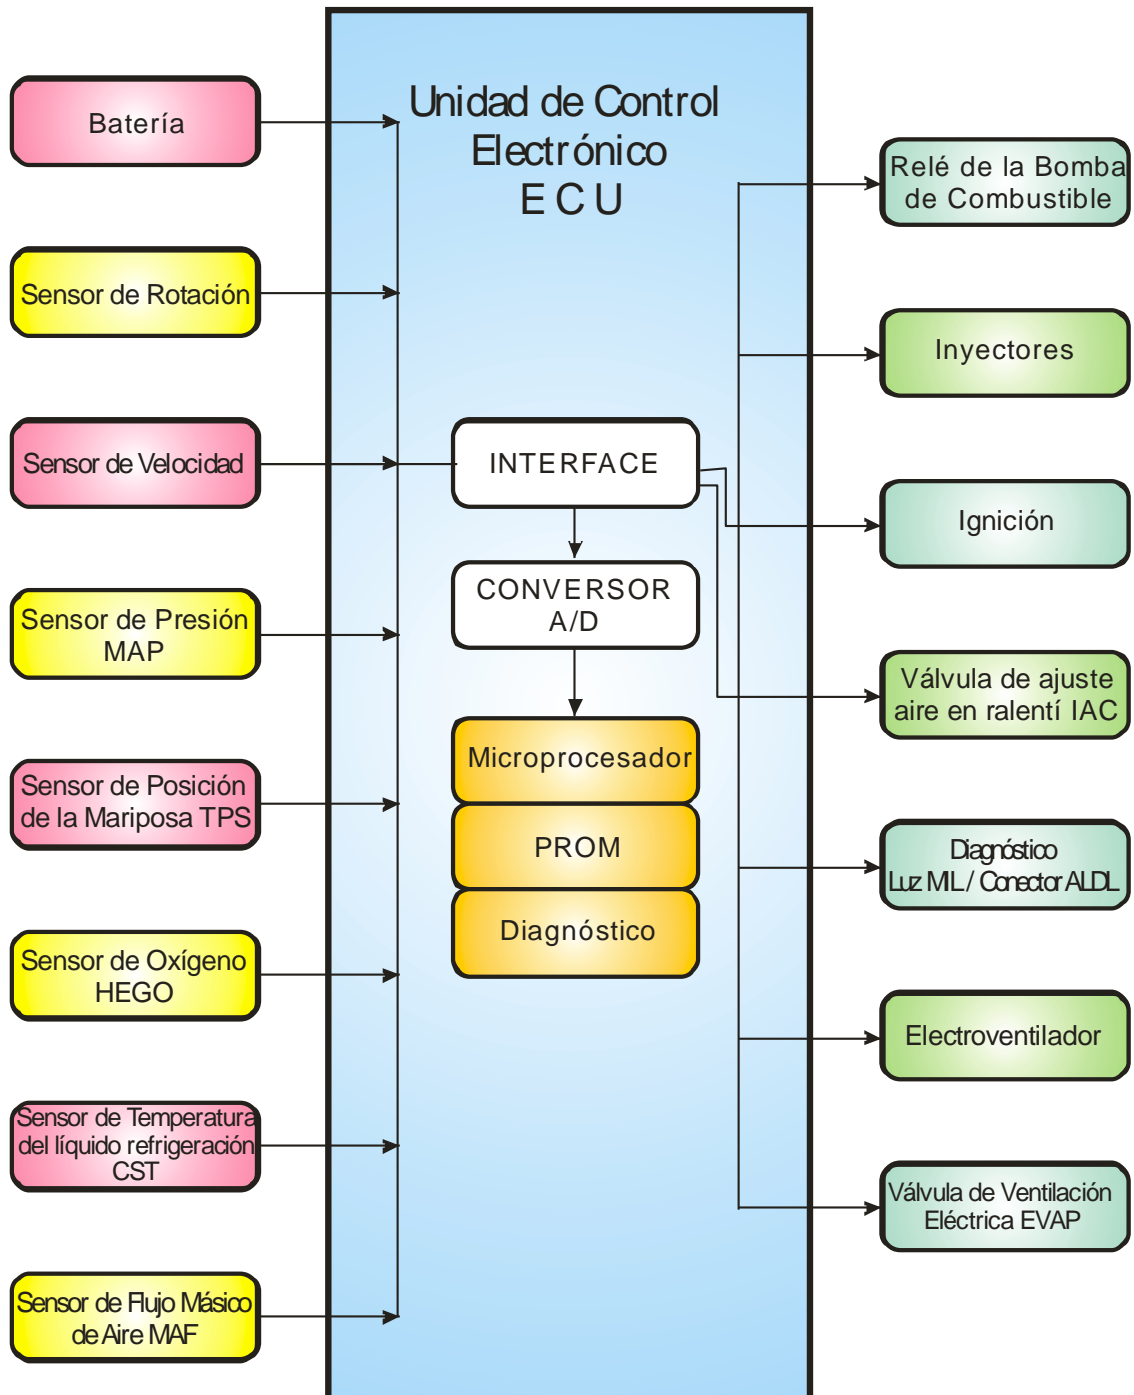 Unidad de Control
Electrónico
ECU
Batería
Sensor de Rotación
Sensor de Velocidad
Sensor de Presión
MAP
Sensor de Posición
de la Mariposa TPS
Sensor de Oxígeno
HEGO
Sensor de Temperatura
del líquido refrigeración
CST
Sensor de Flujo Másico
de Aire MAF
INTERFACE
CONVERSOR
A/D
Microprocesador
PROM
Diagnóstico
Relé de la Bomba
de Combustible
Inyectores
Ignición
Válvula de ajuste
aire en ralentí IAC
Diagnóstico
Luz MIL / Conector ALDL
Electroventilador
Válvula de Ventilación
Eléctrica EVAP